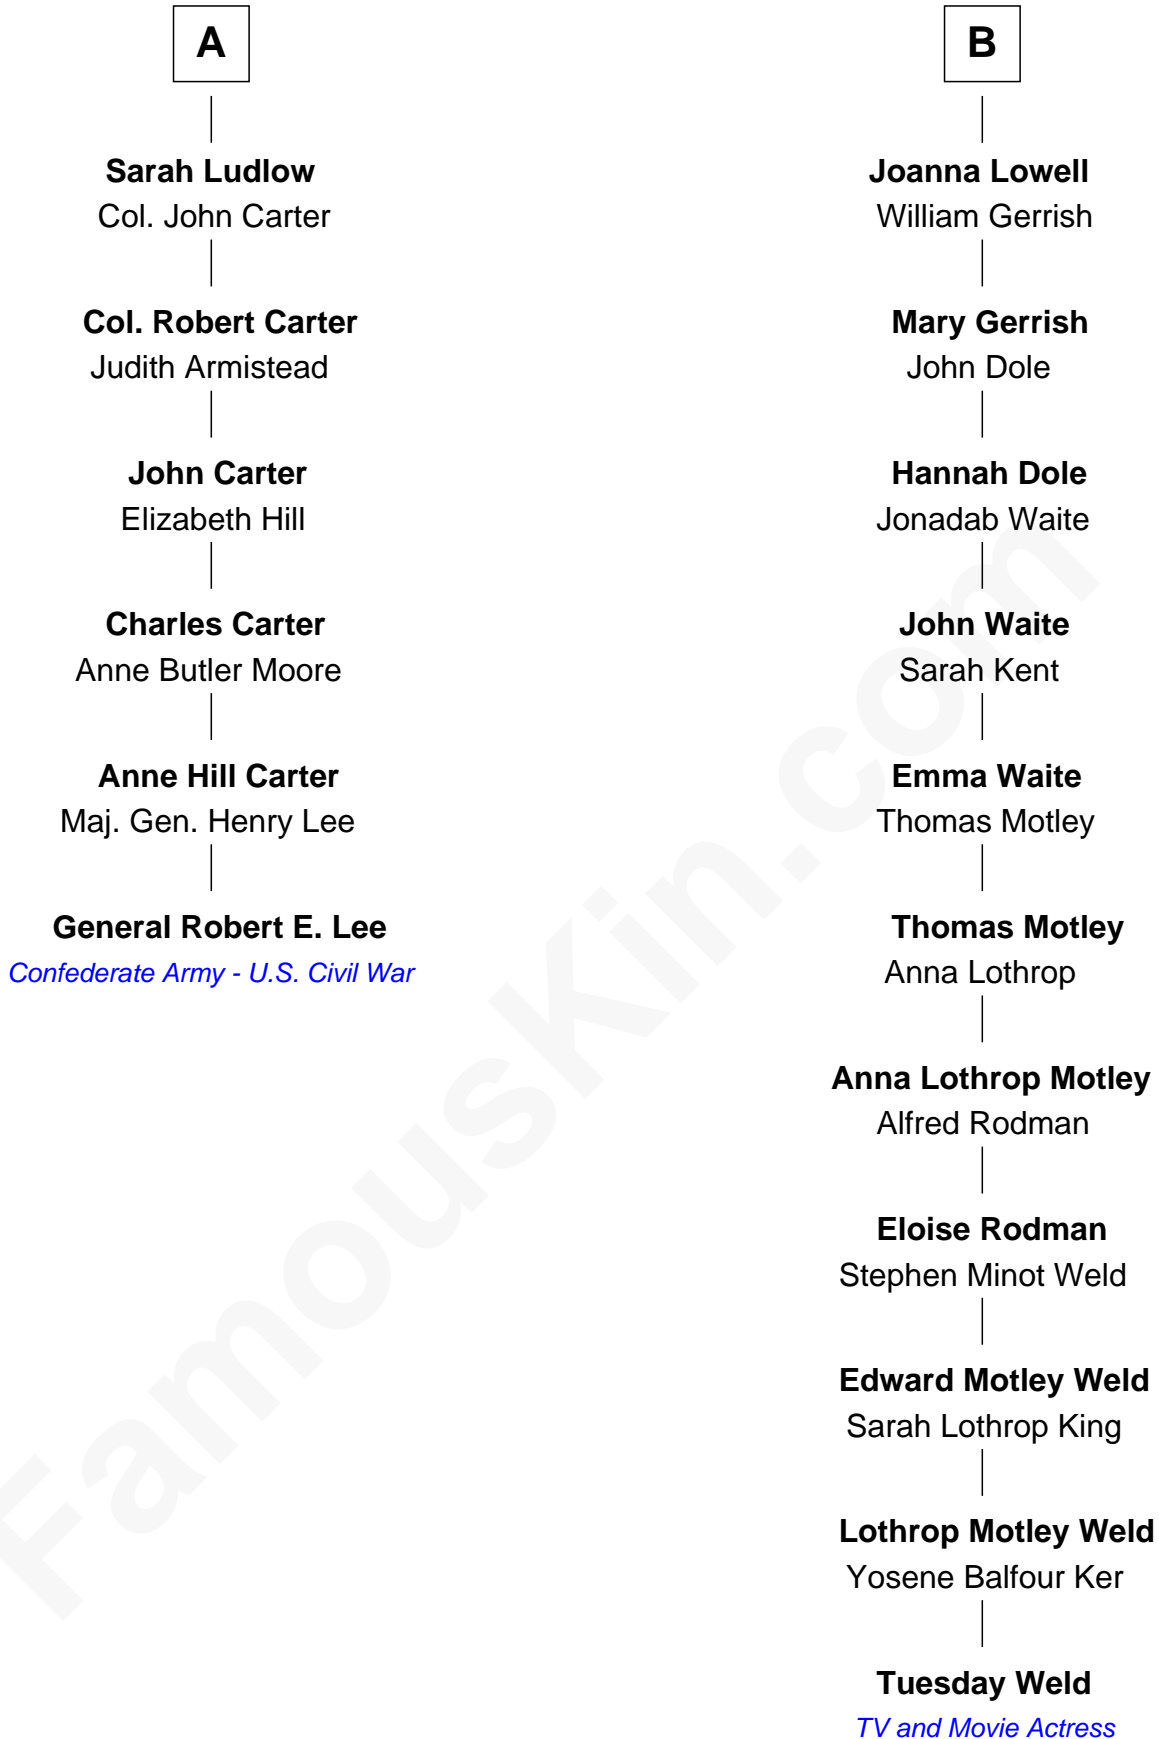 A
Sarah Ludlow
Col. John Carter
Col. Robert Carter
Judith Armistead
John Carter
Elizabeth Hill
Charles Carter
Anne Butler Moore
Anne Hill Carter
Maj. Gen. Henry Lee
General Robert E. Lee
Confederate Army - U.S. Civil War
B
Joanna Lowell
William Gerrish
Mary Gerrish
John Dole
Hannah Dole
Jonadab Waite
John Waite
Sarah Kent
Emma Waite
Thomas Motley
Thomas Motley
Anna Lothrop
Anna Lothrop Motley
Alfred Rodman
Eloise Rodman
Stephen Minot Weld
Edward Motley Weld
Sarah Lothrop King
Lothrop Motley Weld
Yosene Balfour Ker
Tuesday Weld
TV and Movie Actress
FamousKin.com